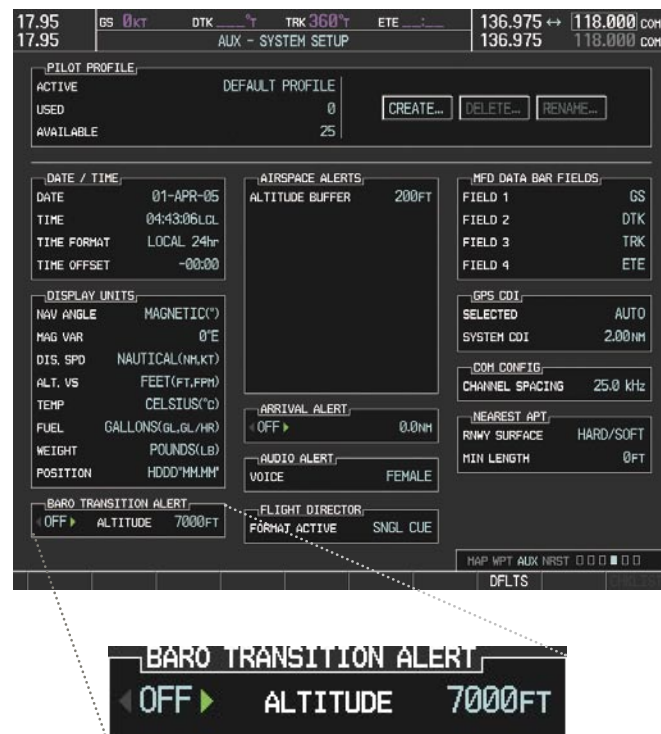 17.95 GS 0KT DTK ___°T TRK 360°T ETE __:__ 136.975 ↔ 118.000 COM
17.95 AUX - SYSTEM SETUP 136.975 118.000 COM
PILOT PROFILE
ACTIVE DEFAULT PROFILE
USED 0
AVAILABLE 25
CREATE... DELETE... RENAME...
DATE / TIME
DATE 01-APR-05
TIME 04:43:06LCL
TIME FORMAT LOCAL 24hr
TIME OFFSET -00:00
DISPLAY UNITS
NAV ANGLE MAGNETIC(°)
MAG VAR 0°E
DIS, SPD NAUTICAL(NM,KT)
ALT, VS FEET(FT,FPM)
TEMP CELSIUS(°C)
FUEL GALLONS(GL,GL/HR)
WEIGHT POUNDS(LB)
POSITION HDDD°MM.MM'
BARO TRANSITION ALERT
OFF ALTITUDE 7000FT
AIRSPACE ALERTS
ALTITUDE BUFFER 200FT
ARRIVAL ALERT
OFF 0.0NM
AUDIO ALERT
VOICE FEMALE
FLIGHT DIRECTOR
FORMAT ACTIVE SNGL CUE
MFD DATA BAR FIELDS
FIELD 1 GS
FIELD 2 DTK
FIELD 3 TRK
FIELD 4 ETE
GPS CDI
SELECTED AUTO
SYSTEM CDI 2.00NM
COM CONFIG
CHANNEL SPACING 25.0 kHz
NEAREST APT
RNWY SURFACE HARD/SOFT
MIN LENGTH 0FT
MAP WPT AUX NRST
DFLTS
BARO TRANSITION ALERT
OFF ALTITUDE 7000FT